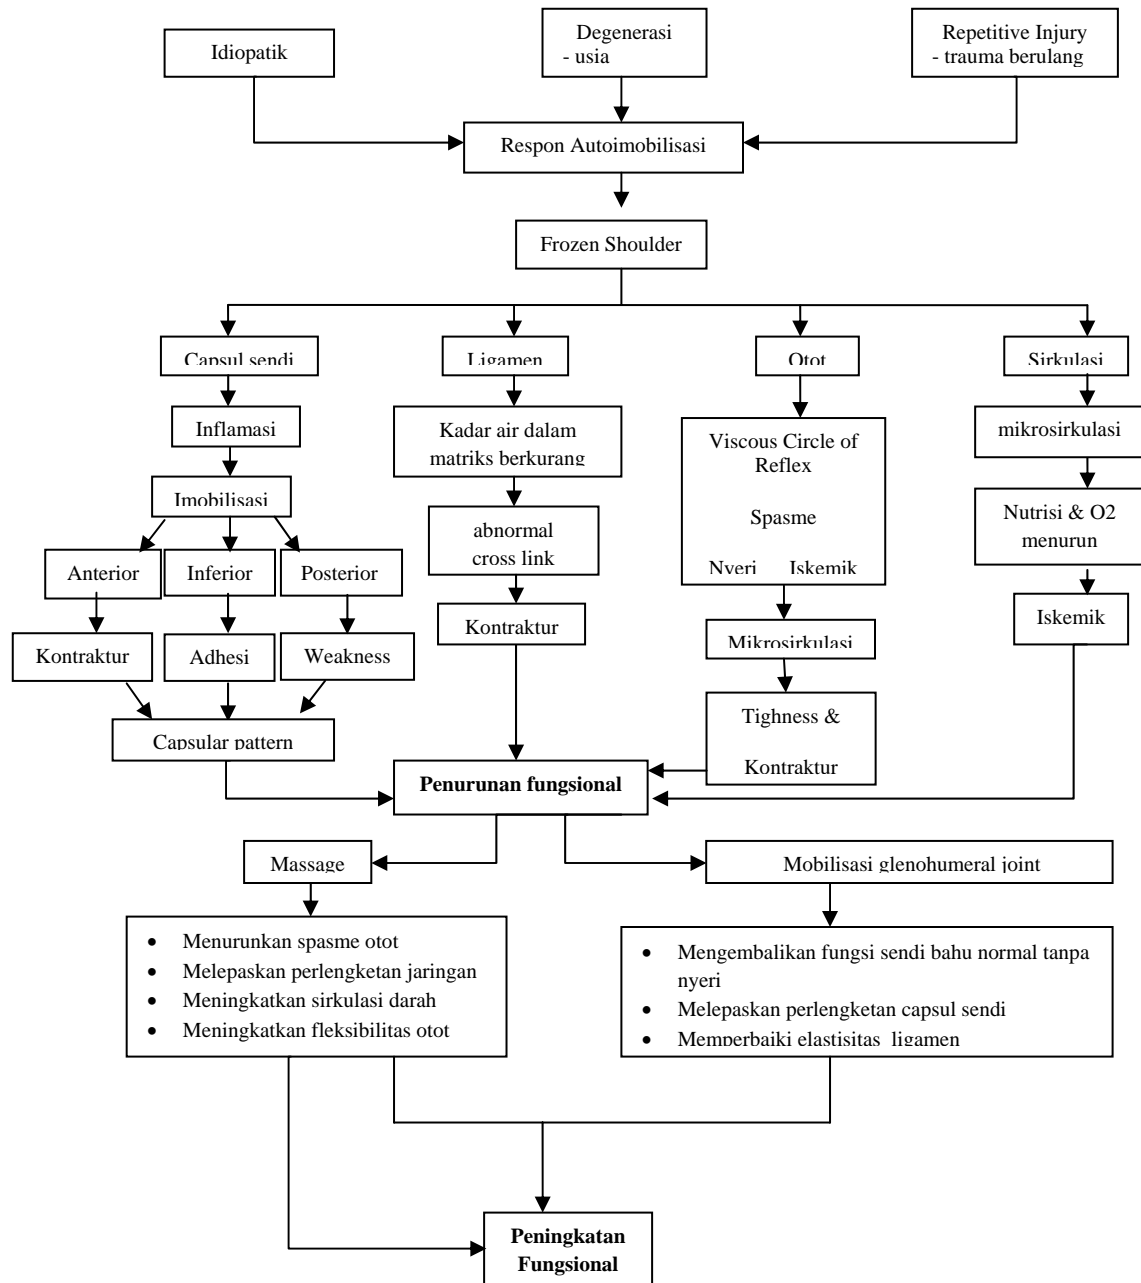 Idiopatik
Degenerasi
- usia
Repetitive Injury
- trauma berulang
Respon Autoimobilisasi
Frozen Shoulder
Capsul sendi
Ligamen
Otot
Sirkulasi
Inflamasi
Kadar air dalam
matriks berkurang
Viscous Circle of
Reflex
Spasme
Nyeri Iskemik
mikrosirkulasi
Imobilisasi
abnormal
cross link
Nutrisi & O2
menurun
Anterior
Inferior
Posterior
Kontraktur
Iskemik
Kontraktur
Adhesi
Weakness
Mikrosirkulasi
Capsular pattern
Tighness &
Kontraktur
Penurunan fungsional
Massage
Mobilisasi glenohumeral joint
• Menurunkan spasme otot
• Melepaskan perlengketan jaringan
• Meningkatkan sirkulasi darah
• Meningkatkan fleksibilitas otot
• Mengembalikan fungsi sendi bahu normal tanpa
nyeri
• Melepaskan perlengketan capsul sendi
• Memperbaiki elastisitas ligamen
Peningkatan
Fungsional